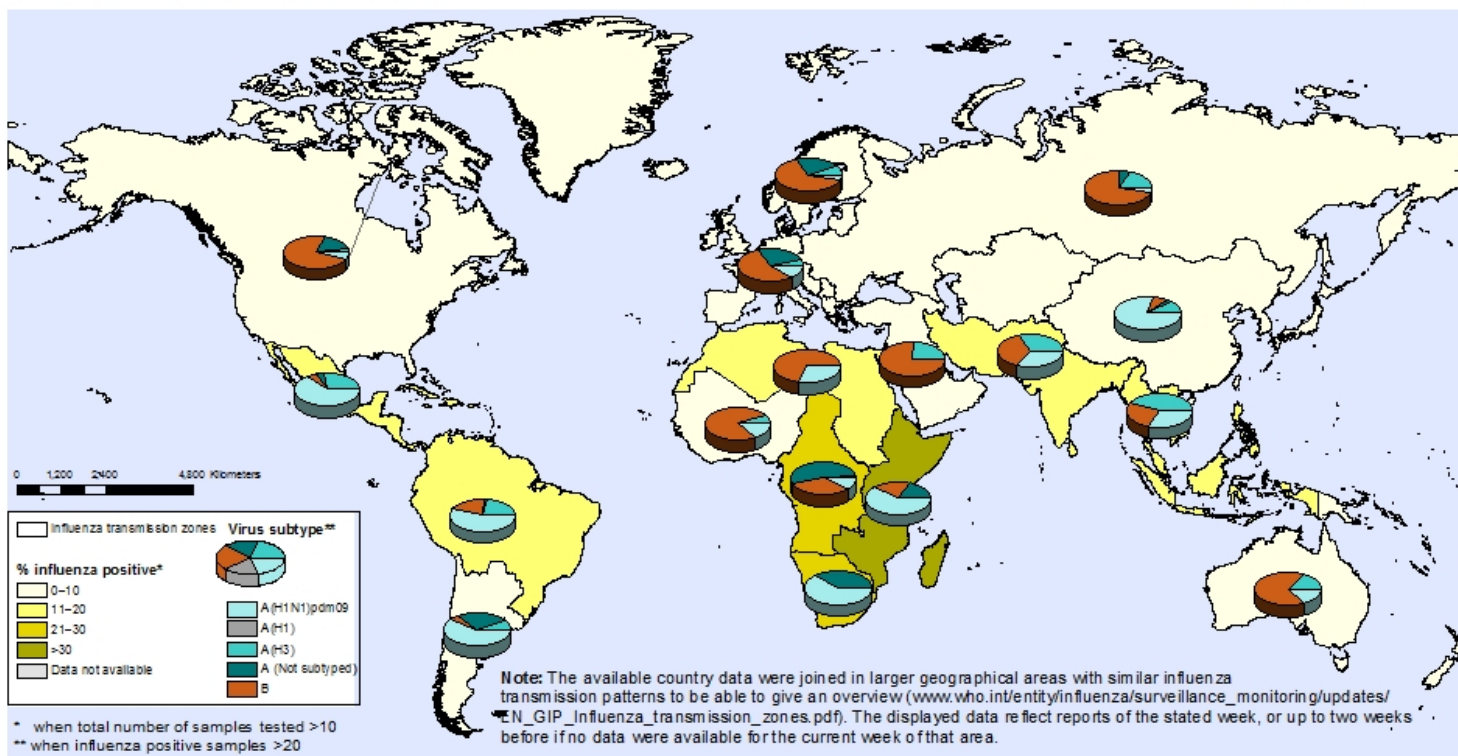 0 1,200 2,400 4,800 Kilometers
Influenza transmission zones
Virus subtype**
% influenza positive*
0–10
11–20
21–30
>30
Data not available
A(H1N1)pdm09
A(H1)
A(H3)
A (Not subtyped)
B
* when total number of samples tested >10
** when influenza positive samples >20
Note: The available country data were joined in larger geographical areas with similar influenza
transmission patterns to be able to give an overview (www.who.int/entity/influenza/surveillance_monitoring/updates/
EN_GIP_Influenza_transmission_zones.pdf). The displayed data reflect reports of the stated week, or up to two weeks
before if no data were available for the current week of that area.